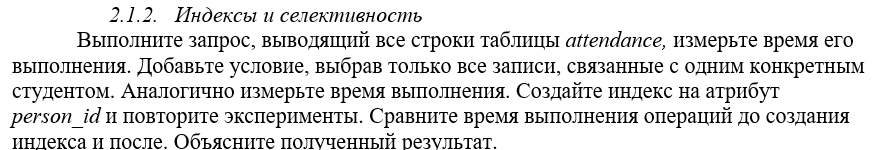 2.1.2. Индексы и селективность
Выполните запрос, выводящий все строки таблицы attendance, измерьте время его
выполнения. Добавьте условие, выбрав только все записи, связанные с одним конкретным
студентом. Аналогично измерьте время выполнения. Создайте индекс на атрибут
person_id и повторите эксперименты. Сравните время выполнения операций до создания
индекса и после. Объясните полученный результат.